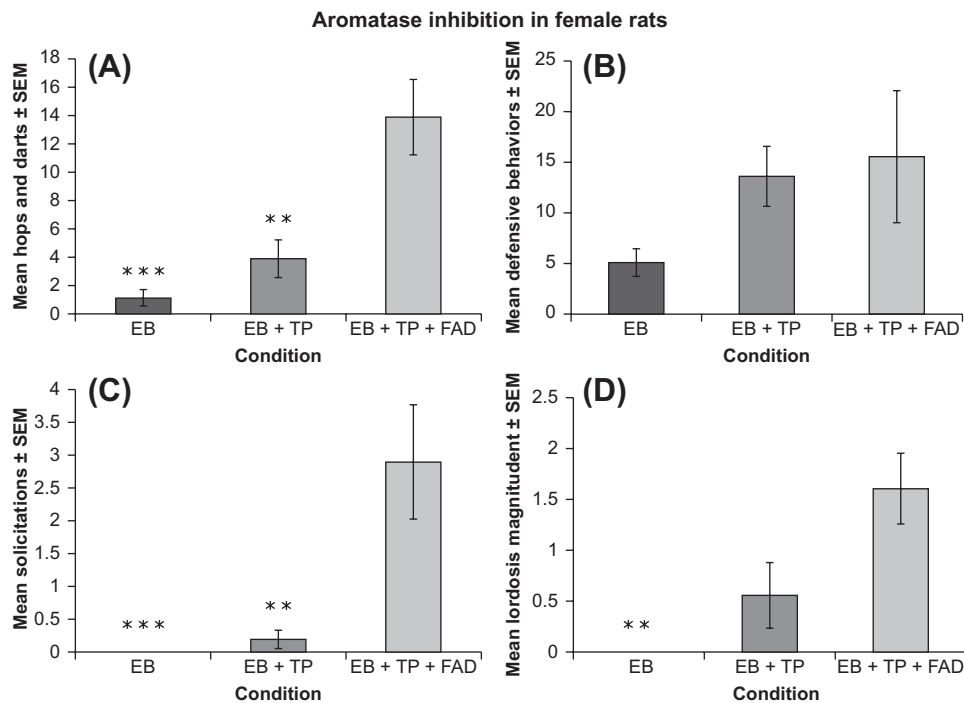 Aromatase inhibition in female rats
(A)
Mean hops and darts ± SEM
18
16
14
12
10
8
6
4
2
0
***
**
EB
EB + TP
EB + TP + FAD
Condition
(B)
Mean defensive behaviors ± SEM
25
20
15
10
5
0
EB
EB + TP
EB + TP + FAD
Condition
(C)
Mean solicitations ± SEM
4
3.5
3
2.5
2
1.5
1
0.5
0
***
**
EB
EB + TP
EB + TP + FAD
Condition
(D)
Mean lordosis magnitudent ± SEM
2.5
2
1.5
1
0.5
0
**
EB
EB + TP
EB + TP + FAD
Condition